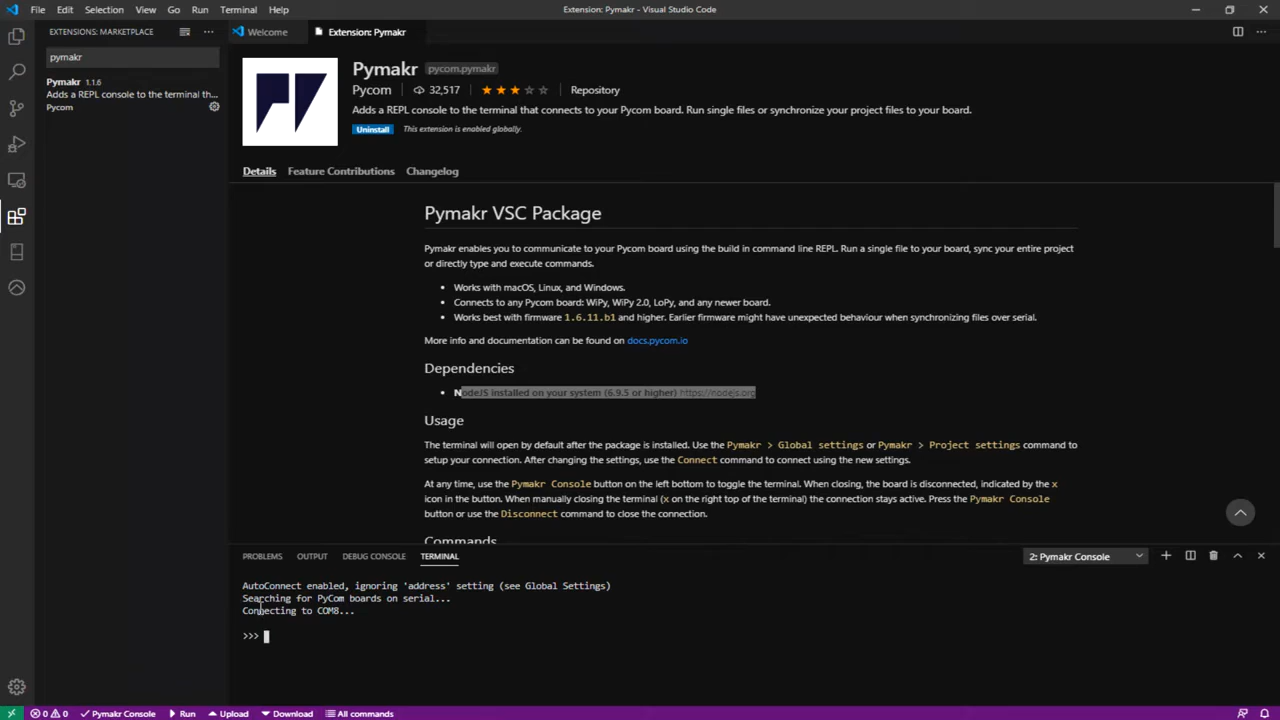 File Edit Selection View Go Run Terminal Help
Extension: Pymakr - Visual Studio Code
EXTENSIONS: MARKETPLACE
Welcome
Extension: Pymakr
pymakr
Pymakr 1.1.6
Adds a REPL console to the terminal th...
Pycom
Pymakr pycom.pymakr
Pycom 32,517 Repository
Adds a REPL console to the terminal that connects to your Pycom board. Run single files or synchronize your project files to your board.
Uninstall This extension is enabled globally.
Details Feature Contributions Changelog
Pymakr VSC Package
Pymakr enables you to communicate to your Pycom board using the build in command line REPL. Run a single file to your board, sync your entire project
or directly type and execute commands.
• Works with macOS, Linux, and Windows.
• Connects to any Pycom board: WiPy, WiPy 2.0, LoPy, and any newer board.
• Works best with firmware 1.6.11.b1 and higher. Earlier firmware might have unexpected behaviour when synchronizing files over serial.
More info and documentation can be found on docs.pycom.io
Dependencies
• NodeJS installed on your system (6.9.5 or higher) https://nodejs.org
Usage
The terminal will open by default after the package is installed. Use the Pymakr > Global settings or Pymakr > Project settings command to
setup your connection. After changing the settings, use the Connect command to connect using the new settings.
At any time, use the Pymakr Console button on the left bottom to toggle the terminal. When closing, the board is disconnected, indicated by the x
icon in the button. When manually closing the terminal (x on the right top of the terminal) the connection stays active. Press the Pymakr Console
button or use the Disconnect command to close the connection.
Commands
PROBLEMS OUTPUT DEBUG CONSOLE TERMINAL
2: Pymakr Console
AutoConnect enabled, ignoring 'address' setting (see Global Settings)
Searching for PyCom boards on serial...
Connecting to COM8...
>>>
0 0 Pymakr Console Run Upload Download All commands